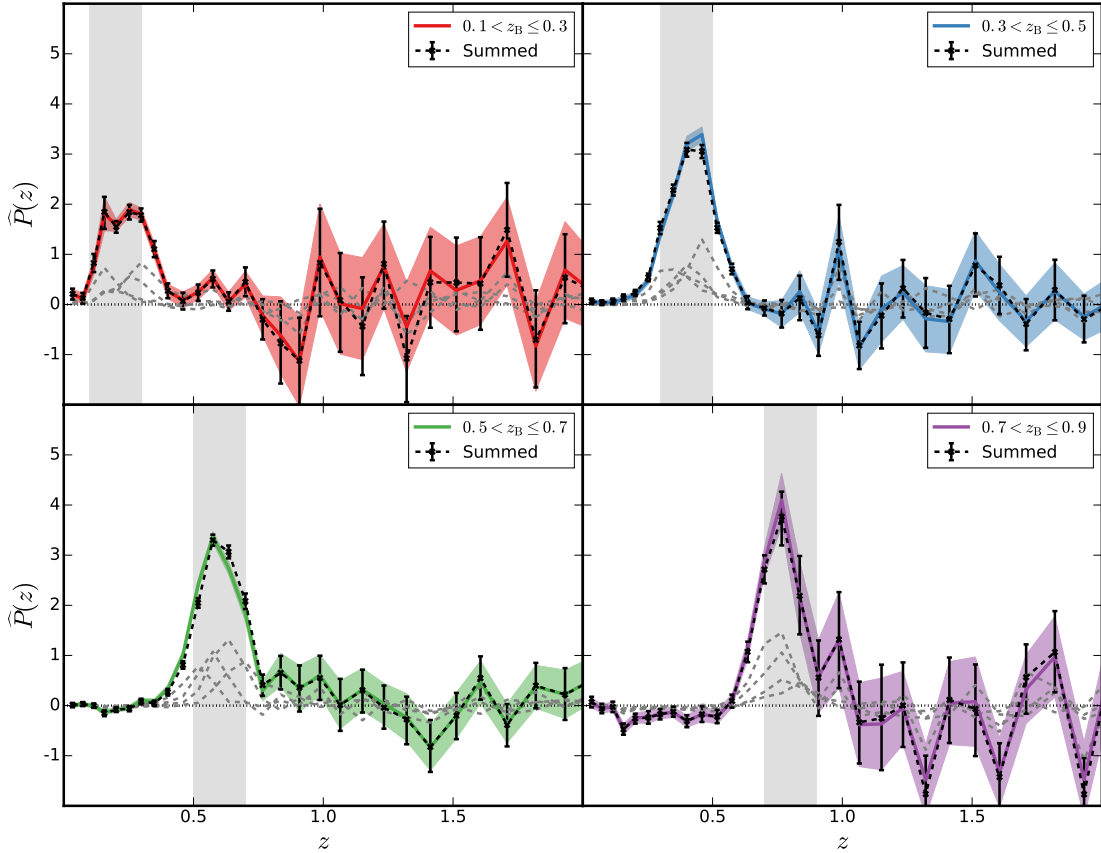 0.1 < z_B ≤ 0.3
Summed
0.3 < z_B ≤ 0.5
Summed
5
4
3
2
1
0
-1
P̂(z)
0.5 < z_B ≤ 0.7
Summed
0.7 < z_B ≤ 0.9
Summed
5
4
3
2
1
0
-1
P̂(z)
0.5 1.0 1.5
0.5 1.0 1.5
z z